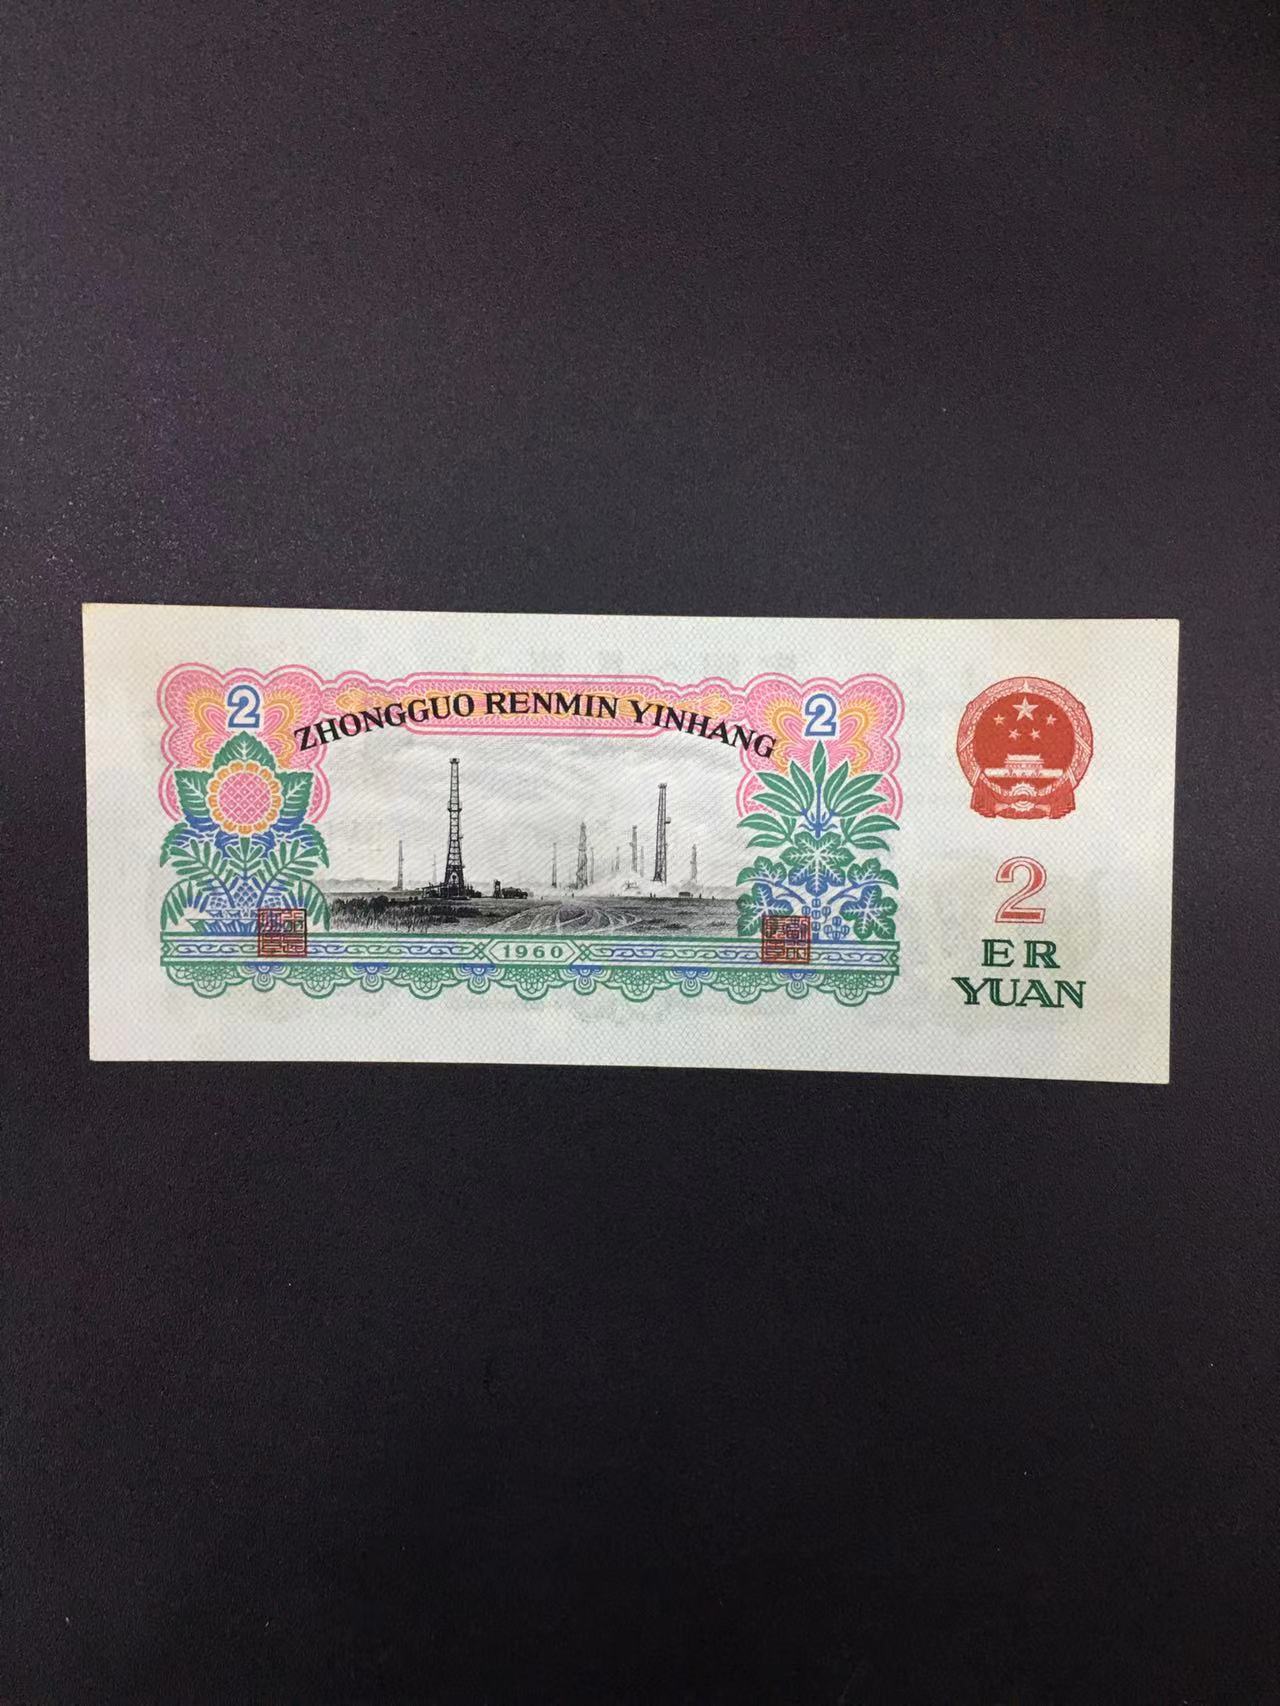 2
ZHONGGUO RENMIN YINHANG
2
1960
2
ER
YUAN